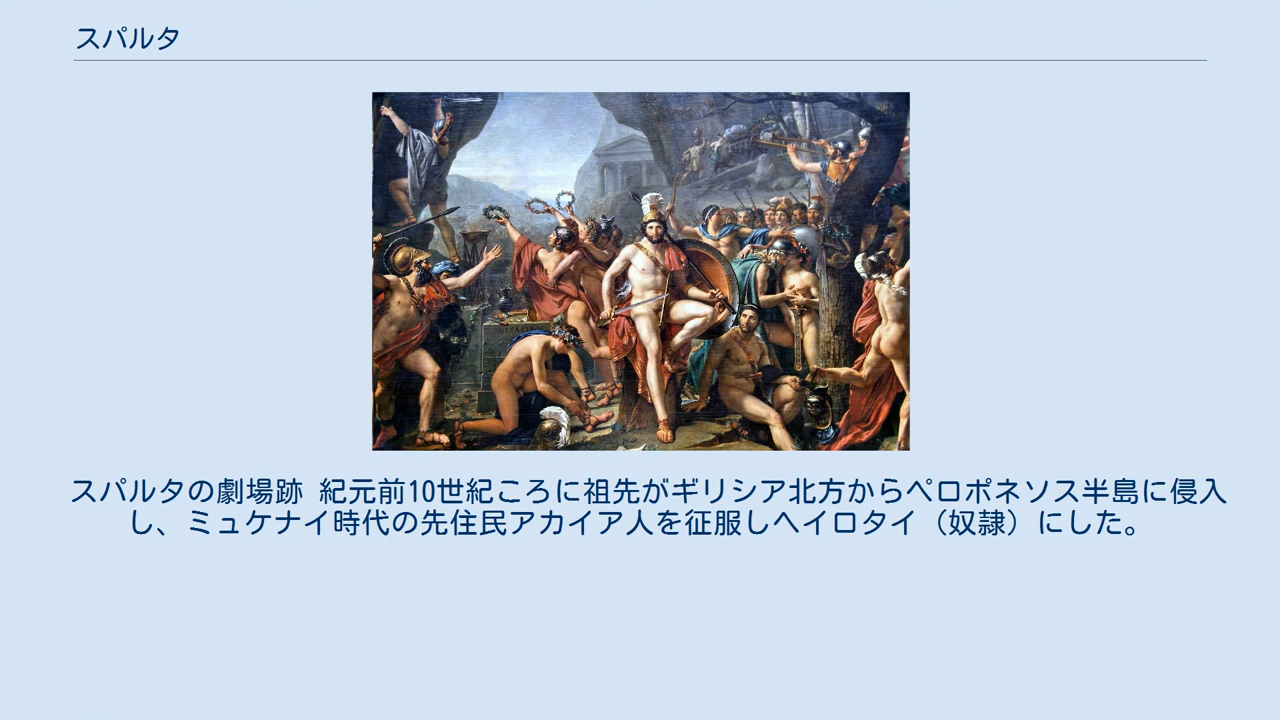 スパルタ
スパルタの劇場跡 紀元前10世紀ころに祖先がギリシア北方からペロポネソス半島に侵入
し、ミュケナイ時代の先住民アカイア人を征服しヘイロタイ（奴隷）にした。